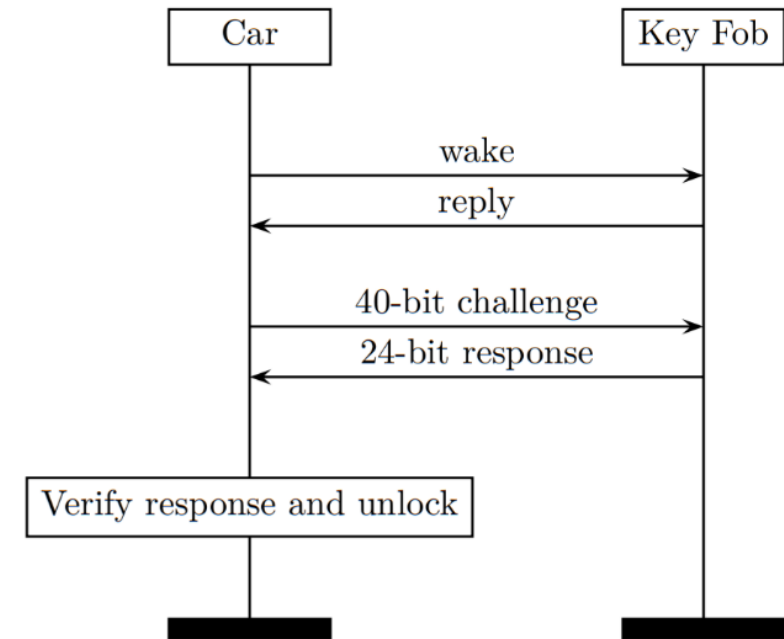 Car
Key Fob
wake
reply
40-bit challenge
24-bit response
Verify response and unlock